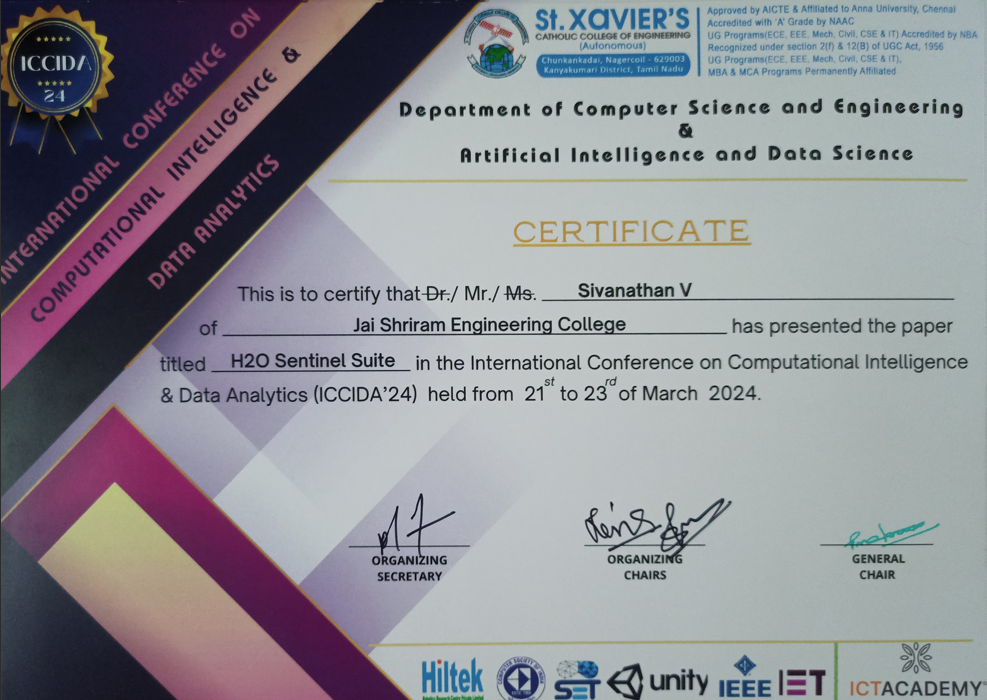 ICCIDA
24
INTERNATIONAL CONFERENCE ON
COMPUTATIONAL INTELLIGENCE &
DATA ANALYTICS
St. XAVIER'S
CATHOLIC COLLEGE OF ENGINEERING
(Autonomous)
Chunkankadai, Nagercoil - 629003
Kanyakumari District, Tamil Nadu
Approved by AICTE & Affiliated to Anna University, Chennai
Accredited with 'A' Grade by NAAC
UG Programs(ECE, EEE, Mech, Civil, CSE & IT) Accredited by NBA
Recognized under section 2(f) & 12(B) of UGC Act, 1956
UG Programs(ECE, EEE, Mech, Civil, CSE & IT),
MBA & MCA Programs Permanently Affiliated
Department of Computer Science and Engineering
&
Artificial Intelligence and Data Science
CERTIFICATE
This is to certify that Dr./ Mr./ Ms. Sivanathan V
of Jai Shriram Engineering College has presented the paper
titled H2O Sentinel Suite in the International Conference on Computational Intelligence
& Data Analytics (ICCIDA'24) held from 21st to 23rd of March 2024.
ORGANIZING
SECRETARY
ORGANIZING
CHAIRS
GENERAL
CHAIR
Hiltek
SET
unity
IEEE
IET
ICTACADEMY